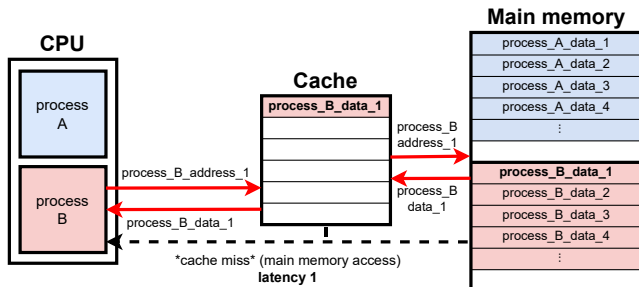 Main memory
CPU
Cache
process
A
process
B
process_B_address_1
process_B_data_1
process_B_data_1
process_B
address_1
process_B
data_1
process_A_data_1
process_A_data_2
process_A_data_3
process_A_data_4
⋮
process_B_data_1
process_B_data_2
process_B_data_3
process_B_data_4
⋮
*cache miss* (main memory access)
latency 1